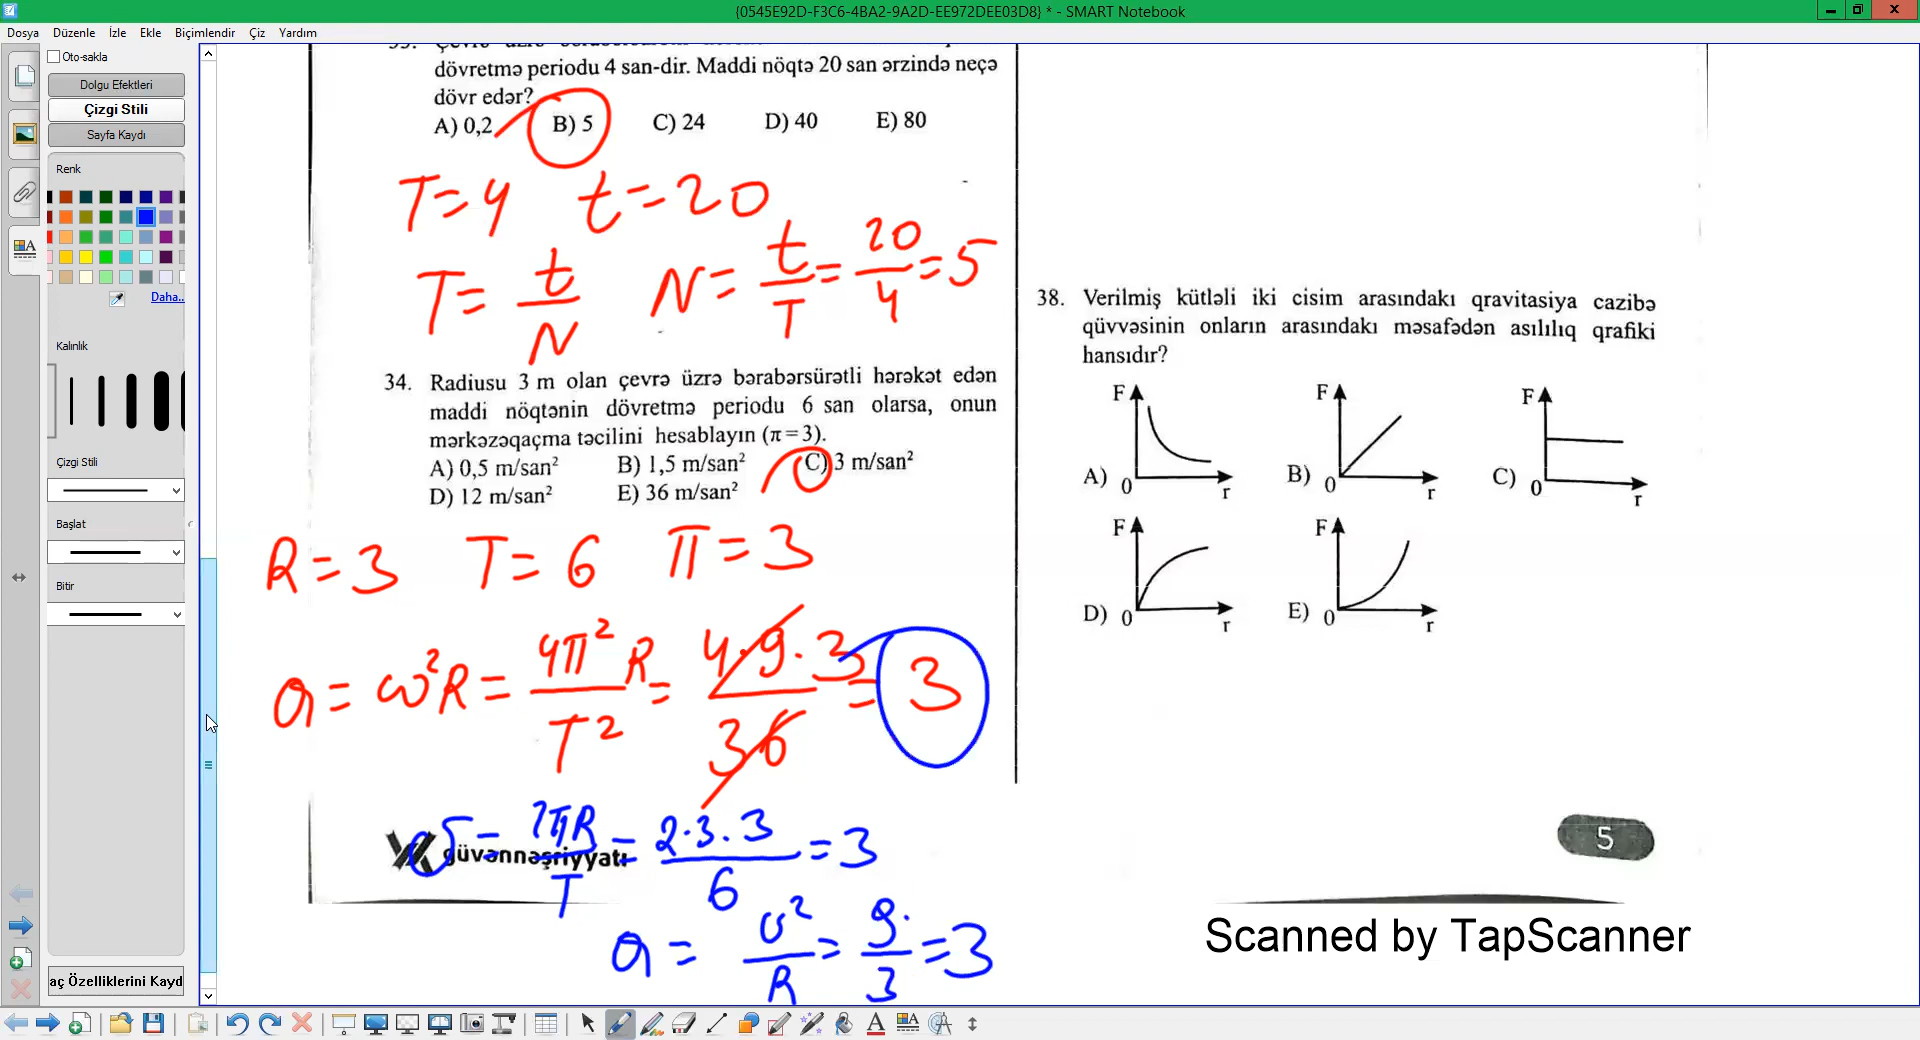 {0545E92D-F3C6-4BA2-9A2D-EE972DEE03D8} * - SMART Notebook
Dosya Düzenle İzle Ekle Biçimlendir Çiz Yardım
Oto-sakla
Dolgu Efektleri
Çizgi Stili
Sayfa Kaydı
Renk
Daha..
Kalınlık
Çizgi Stili
Başlat
Bitir
aç Özelliklerini Kayd
dövretmə periodu 4 san-dir. Maddi nöqtə 20 san ərzində neçə
dövr edər?
A) 0,2 B) 5 C) 24 D) 40 E) 80
T=4 t=20
T= t/N N= t/T = 20/4 =5
34. Radiusu 3 m olan çevrə üzrə bərabərsürətli hərəkət edən
maddi nöqtənin dövretmə periodu 6 san olarsa, onun
mərkəzəqaçma təcilini hesablayın (π=3).
A) 0,5 m/san² B) 1,5 m/san² C) 3 m/san²
D) 12 m/san² E) 36 m/san²
R=3 T=6 π=3
a=ω²R= 4π²/T² R = 4·9·3/36 = 3
υ= 2πR/T = 2·3·3/6 =3
güvənnəşriyyatı
a= υ²/R = 9/3 =3
38. Verilmiş kütləli iki cisim arasındakı qravitasiya cazibə
qüvvəsinin onların arasındakı məsafədən asılılıq qrafiki
hansıdır?
F F F
A) 0 r B) 0 r C) 0 r
F F
D) 0 r E) 0 r
5
Scanned by TapScanner